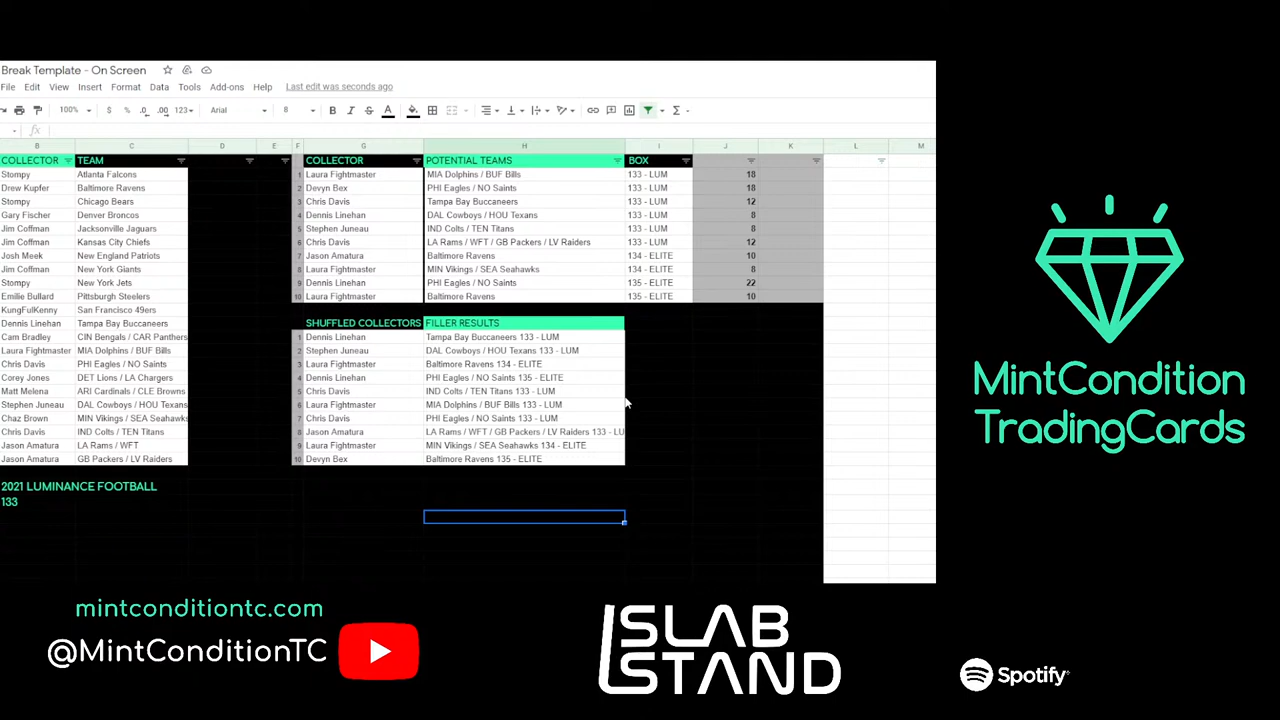 Break Template - On Screen
File Edit View Insert Format Data Tools Add-ons Help Last edit was seconds ago
100% $ % .0 .00 123 Arial 8 B I S A
fx
B C D E F G H I J K L M
COLLECTOR TEAM COLLECTOR POTENTIAL TEAMS BOX
Stompy Atlanta Falcons 1 Laura Fightmaster MIA Dolphins / BUF Bills 133 - LUM 18
Drew Kupfer Baltimore Ravens 2 Devyn Bex PHI Eagles / NO Saints 133 - LUM 18
Stompy Chicago Bears 3 Chris Davis Tampa Bay Buccaneers 133 - LUM 12
Gary Fischer Denver Broncos 4 Dennis Linehan DAL Cowboys / HOU Texans 133 - LUM 8
Jim Coffman Jacksonville Jaguars 5 Stephen Juneau IND Colts / TEN Titans 133 - LUM 8
Jim Coffman Kansas City Chiefs 6 Chris Davis LA Rams / WFT / GB Packers / LV Raiders 133 - LUM 12
Josh Meek New England Patriots 7 Jason Amatura Baltimore Ravens 134 - ELITE 10
Jim Coffman New York Giants 8 Laura Fightmaster MIN Vikings / SEA Seahawks 134 - ELITE 8
Stompy New York Jets 9 Dennis Linehan PHI Eagles / NO Saints 135 - ELITE 22
Emilie Bullard Pittsburgh Steelers 10 Laura Fightmaster Baltimore Ravens 135 - ELITE 10
KungFulKenny San Francisco 49ers
Dennis Linehan Tampa Bay Buccaneers SHUFFLED COLLECTORS FILLER RESULTS
Cam Bradley CIN Bengals / CAR Panthers 1 Dennis Linehan Tampa Bay Buccaneers 133 - LUM
Laura Fightmaster MIA Dolphins / BUF Bills 2 Stephen Juneau DAL Cowboys / HOU Texans 133 - LUM
Chris Davis PHI Eagles / NO Saints 3 Laura Fightmaster Baltimore Ravens 134 - ELITE
Corey Jones DET Lions / LA Chargers 4 Dennis Linehan PHI Eagles / NO Saints 135 - ELITE
Matt Melena ARI Cardinals / CLE Browns 5 Chris Davis IND Colts / TEN Titans 133 - LUM
Stephen Juneau DAL Cowboys / HOU Texans 6 Laura Fightmaster MIA Dolphins / BUF Bills 133 - LUM
Chaz Brown MIN Vikings / SEA Seahawks 7 Chris Davis PHI Eagles / NO Saints 133 - LUM
Chris Davis IND Colts / TEN Titans 8 Jason Amatura LA Rams / WFT / GB Packers / LV Raiders 133 - LU
Jason Amatura LA Rams / WFT 9 Laura Fightmaster MIN Vikings / SEA Seahawks 134 - ELITE
Jason Amatura GB Packers / LV Raiders 10 Devyn Bex Baltimore Ravens 135 - ELITE
2021 LUMINANCE FOOTBALL
133
MintCondition
TradingCards
mintconditiontc.com
@MintConditionTC
SLAB
STAND
Spotify